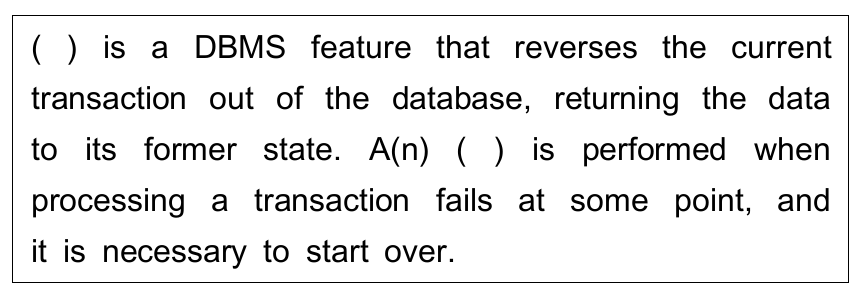 ( ) is a DBMS feature that reverses the current
transaction out of the database, returning the data
to its former state. A(n) ( ) is performed when
processing a transaction fails at some point, and
it is necessary to start over.